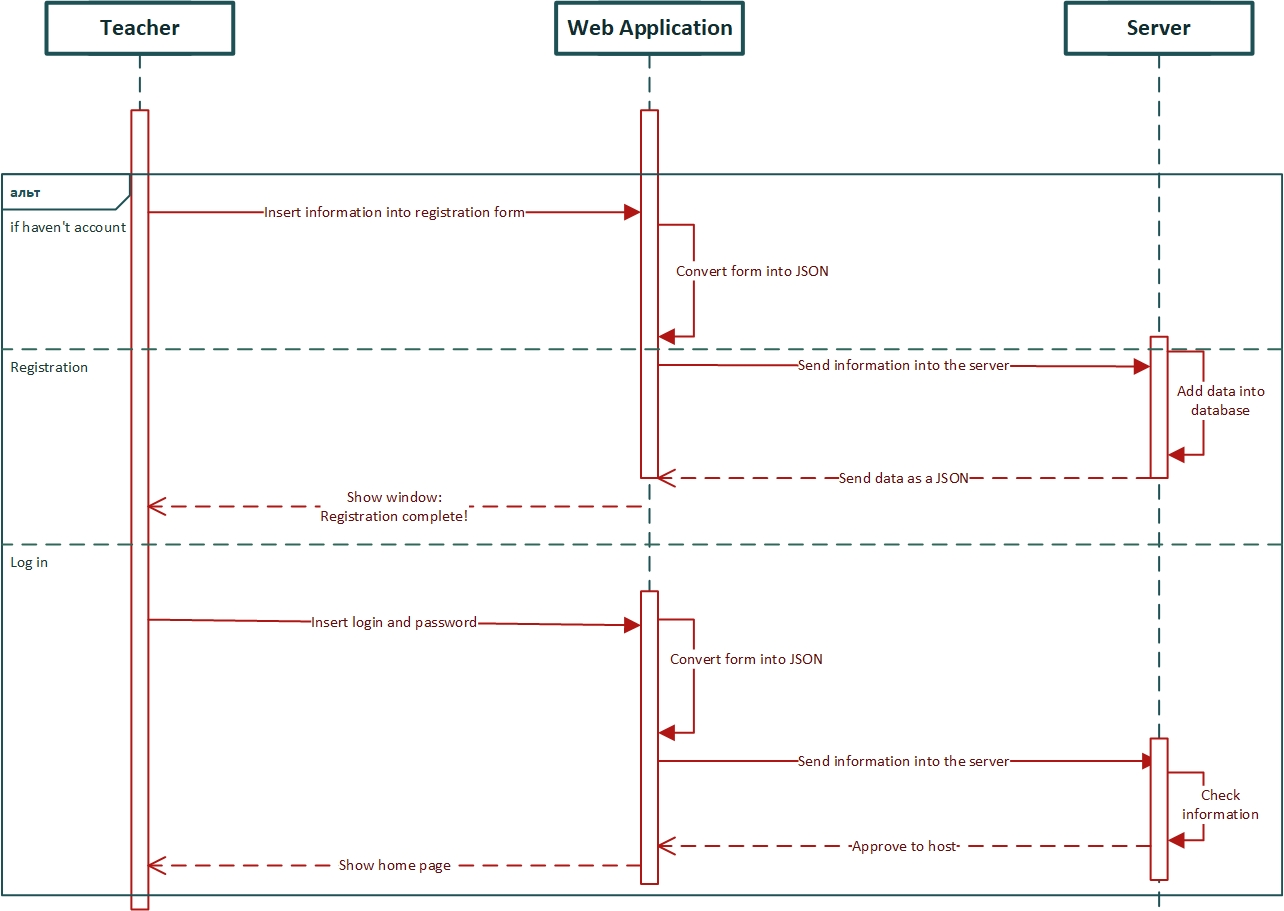 Teacher
Web Application
Server
альт
if haven't account
Insert information into registration form
Convert form into JSON
Registration
Send information into the server
Add data into
database
Send data as a JSON
Show window:
Registration complete!
Log in
Insert login and password
Convert form into JSON
Send information into the server
Check
information
Approve to host
Show home page